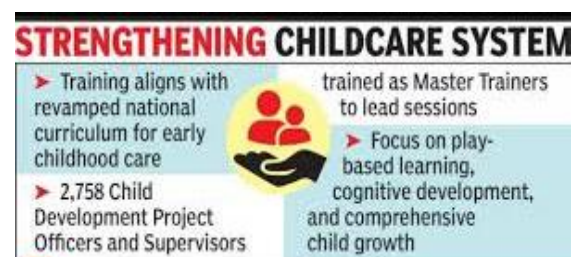 STRENGTHENING CHILDCARE SYSTEM
➤ Training aligns with
revamped national
curriculum for early
childhood care
➤ 2,758 Child
Development Project
Officers and Supervisors
trained as Master Trainers
to lead sessions
➤ Focus on play-
based learning,
cognitive development,
and comprehensive
child growth